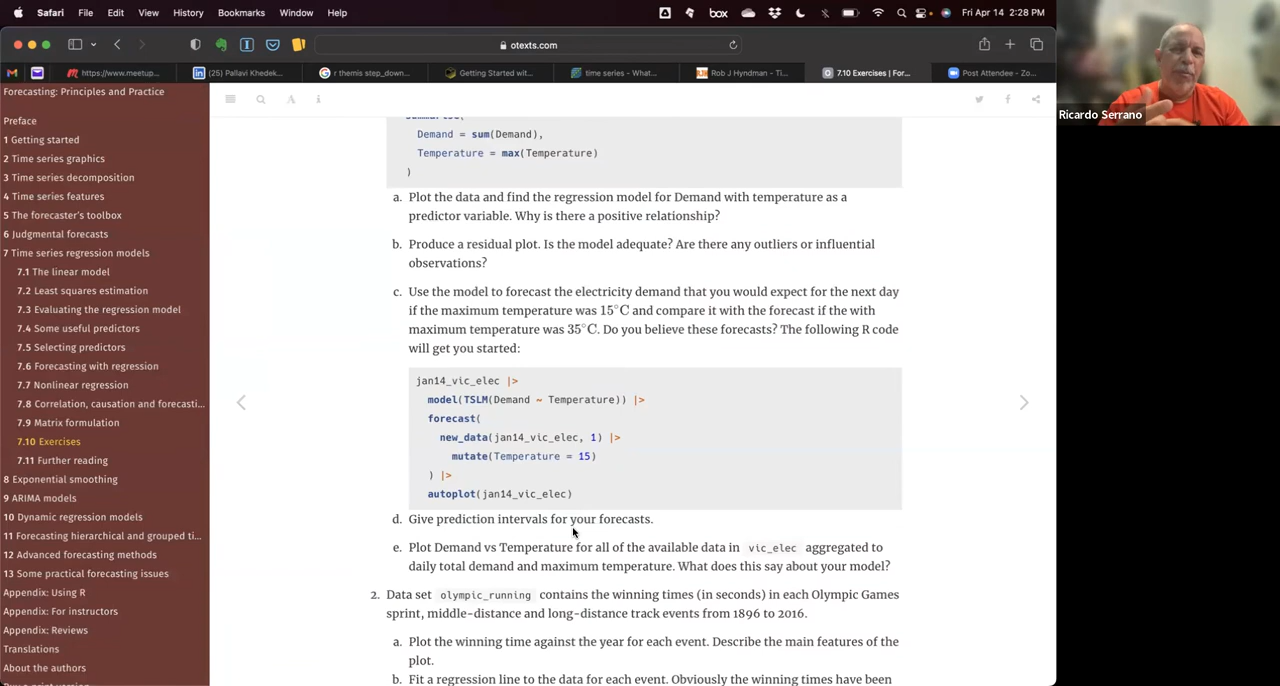 Safari File Edit View History Bookmarks Window Help
box
Fri Apr 14 2:28 PM
otexts.com
https://www.meetup...
(25) Pallavi Khedek...
r themis step_down...
Getting Started wit...
time series - What...
Rob J Hyndman - Ti...
7.10 Exercises | For...
Post Attendee - Zo...
Forecasting: Principles and Practice
Preface
1 Getting started
2 Time series graphics
3 Time series decomposition
4 Time series features
5 The forecaster's toolbox
6 Judgmental forecasts
7 Time series regression models
7.1 The linear model
7.2 Least squares estimation
7.3 Evaluating the regression model
7.4 Some useful predictors
7.5 Selecting predictors
7.6 Forecasting with regression
7.7 Nonlinear regression
7.8 Correlation, causation and forecasti...
7.9 Matrix formulation
7.10 Exercises
7.11 Further reading
8 Exponential smoothing
9 ARIMA models
10 Dynamic regression models
11 Forecasting hierarchical and grouped ti...
12 Advanced forecasting methods
13 Some practical forecasting issues
Appendix: Using R
Appendix: For instructors
Appendix: Reviews
Translations
About the authors
Demand = sum(Demand),
Temperature = max(Temperature)
)
a. Plot the data and find the regression model for Demand with temperature as a
predictor variable. Why is there a positive relationship?
b. Produce a residual plot. Is the model adequate? Are there any outliers or influential
observations?
c. Use the model to forecast the electricity demand that you would expect for the next day
if the maximum temperature was 15°C and compare it with the forecast if the with
maximum temperature was 35°C. Do you believe these forecasts? The following R code
will get you started:
jan14_vic_elec |>
model(TSLM(Demand ~ Temperature)) |>
forecast(
new_data(jan14_vic_elec, 1) |>
mutate(Temperature = 15)
) |>
autoplot(jan14_vic_elec)
d. Give prediction intervals for your forecasts.
e. Plot Demand vs Temperature for all of the available data in vic_elec aggregated to
daily total demand and maximum temperature. What does this say about your model?
2. Data set olympic_running contains the winning times (in seconds) in each Olympic Games
sprint, middle-distance and long-distance track events from 1896 to 2016.
a. Plot the winning time against the year for each event. Describe the main features of the
plot.
b. Fit a regression line to the data for each event. Obviously the winning times have been
Ricardo Serrano